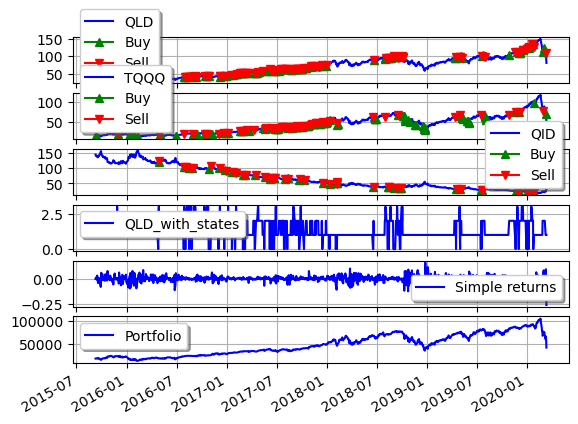 QLD
Buy
Sell
150
100
50
TQQQ
Buy
Sell
100
50
QID
Buy
Sell
150
100
50
QLD_with_states
2.5
0.0
Simple returns
0.00
−0.25
Portfolio
100000
50000
2015-07
2016-01
2016-07
2017-01
2017-07
2018-01
2018-07
2019-01
2019-07
2020-01